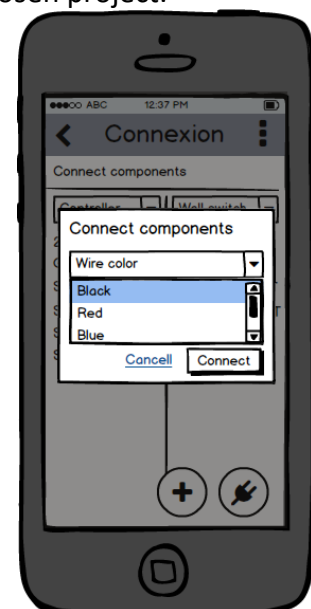 osen project.
ABC 12:37 PM
Connexion
Connect components
Controller Wall switch
Connect components
Wire color
Black
Red
Blue
Cancell Connect